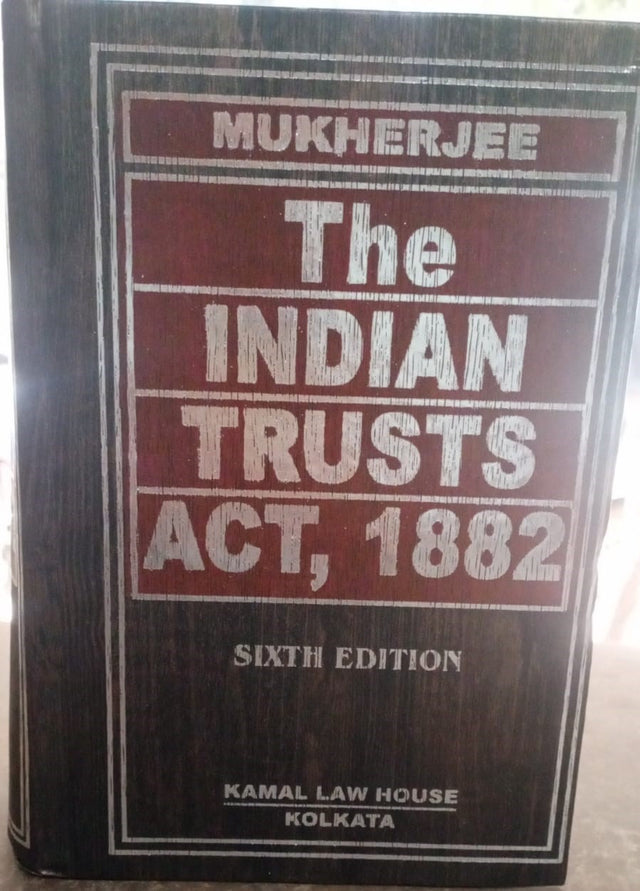 MUKHERJEE
The
INDIAN
TRUSTS
ACT, 1882
SIXTH EDITION
KAMAL LAW HOUSE
KOLKATA